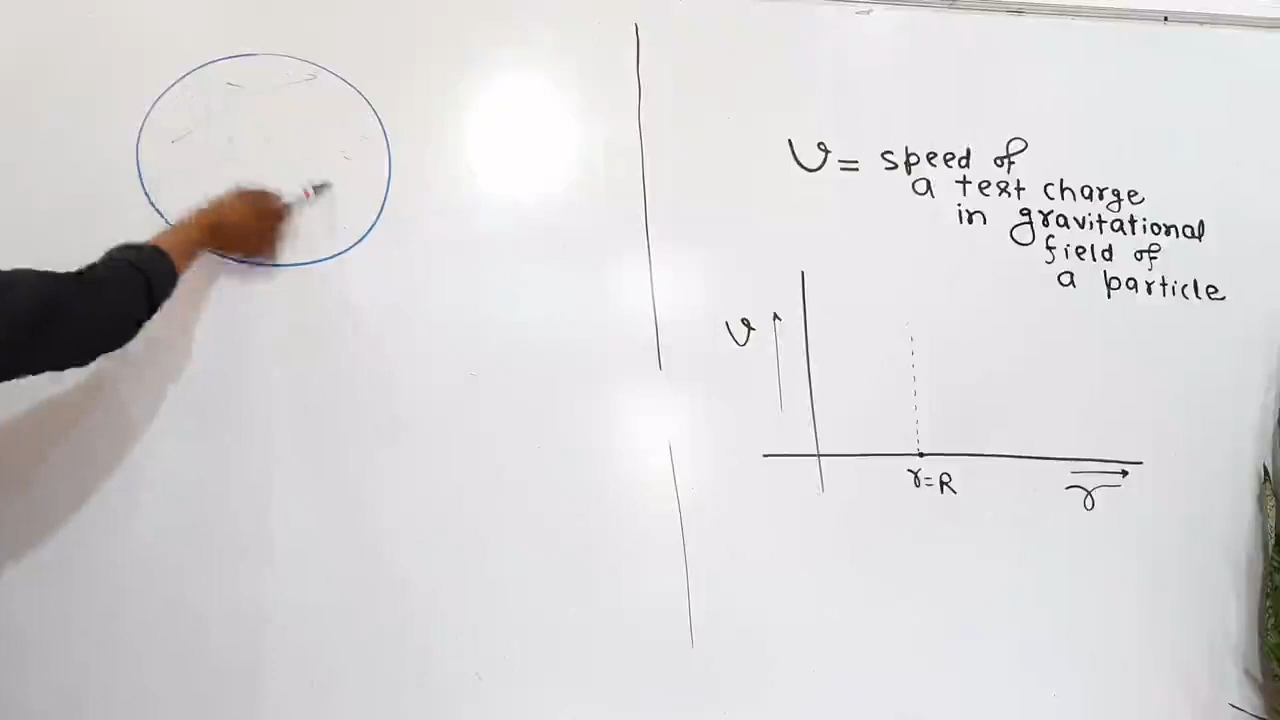 v = speed of
a test charge
in gravitational
field of
a particle
v
r=R
r